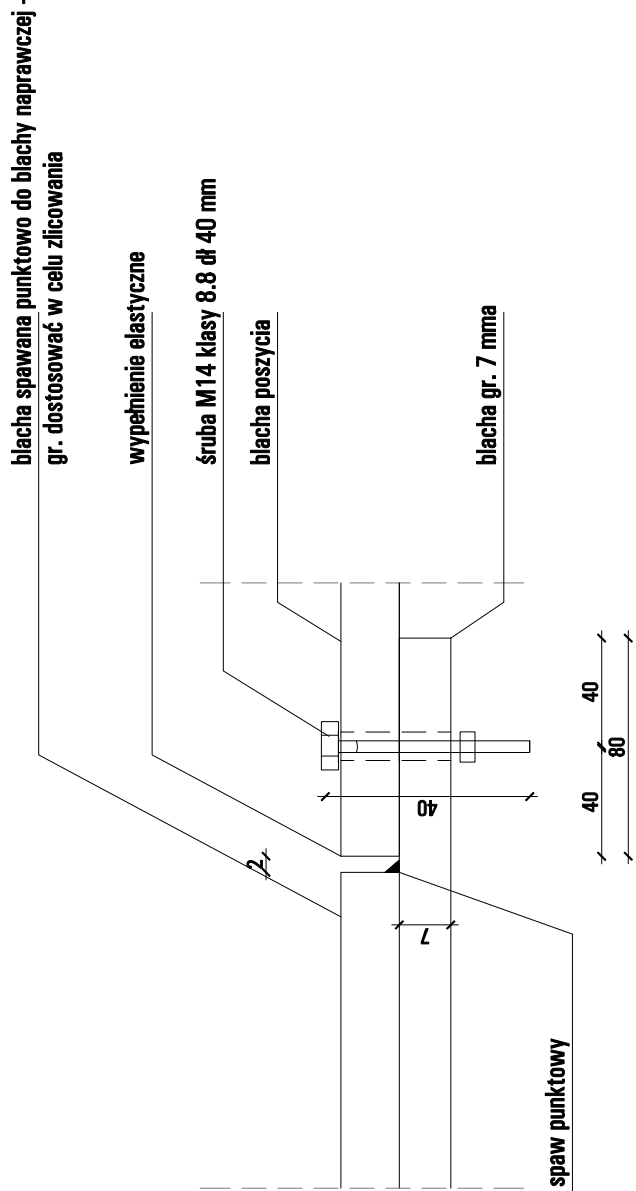 blacha spawana punktowo do blachy naprawczej -
gr. dostosować w celu zlicowania
wypełnienie elastyczne
śruba M14 klasy 8.8 dł 40 mm
blacha poszycia
blacha gr. 7 mma
2
40
7
40
40
80
spaw punktowy